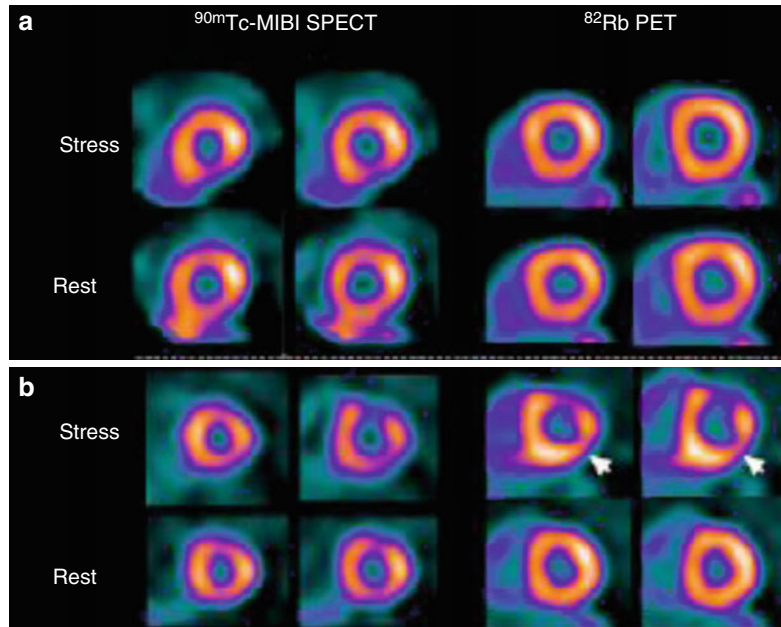 a
⁹⁰ᵐTc-MIBI SPECT
⁸²Rb PET
Stress
Rest
b
Stress
Rest